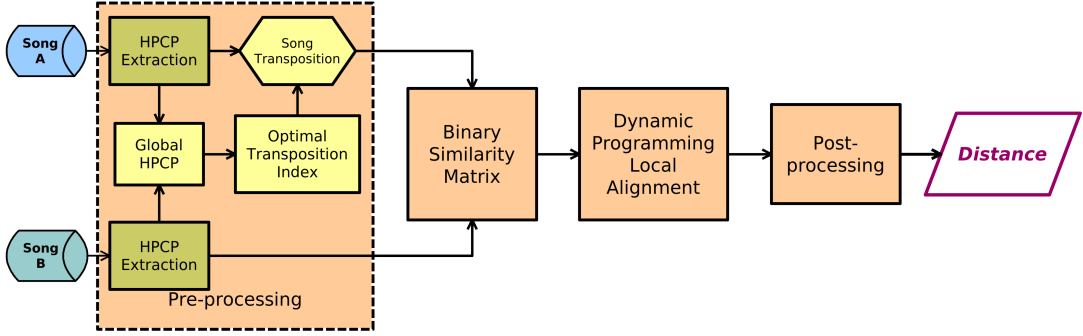 Song
A
HPCP
Extraction
Song
Transposition
Global
HPCP
Optimal
Transposition
Index
Song
B
HPCP
Extraction
Pre-processing
Binary
Similarity
Matrix
Dynamic
Programming
Local
Alignment
Post-
processing
Distance